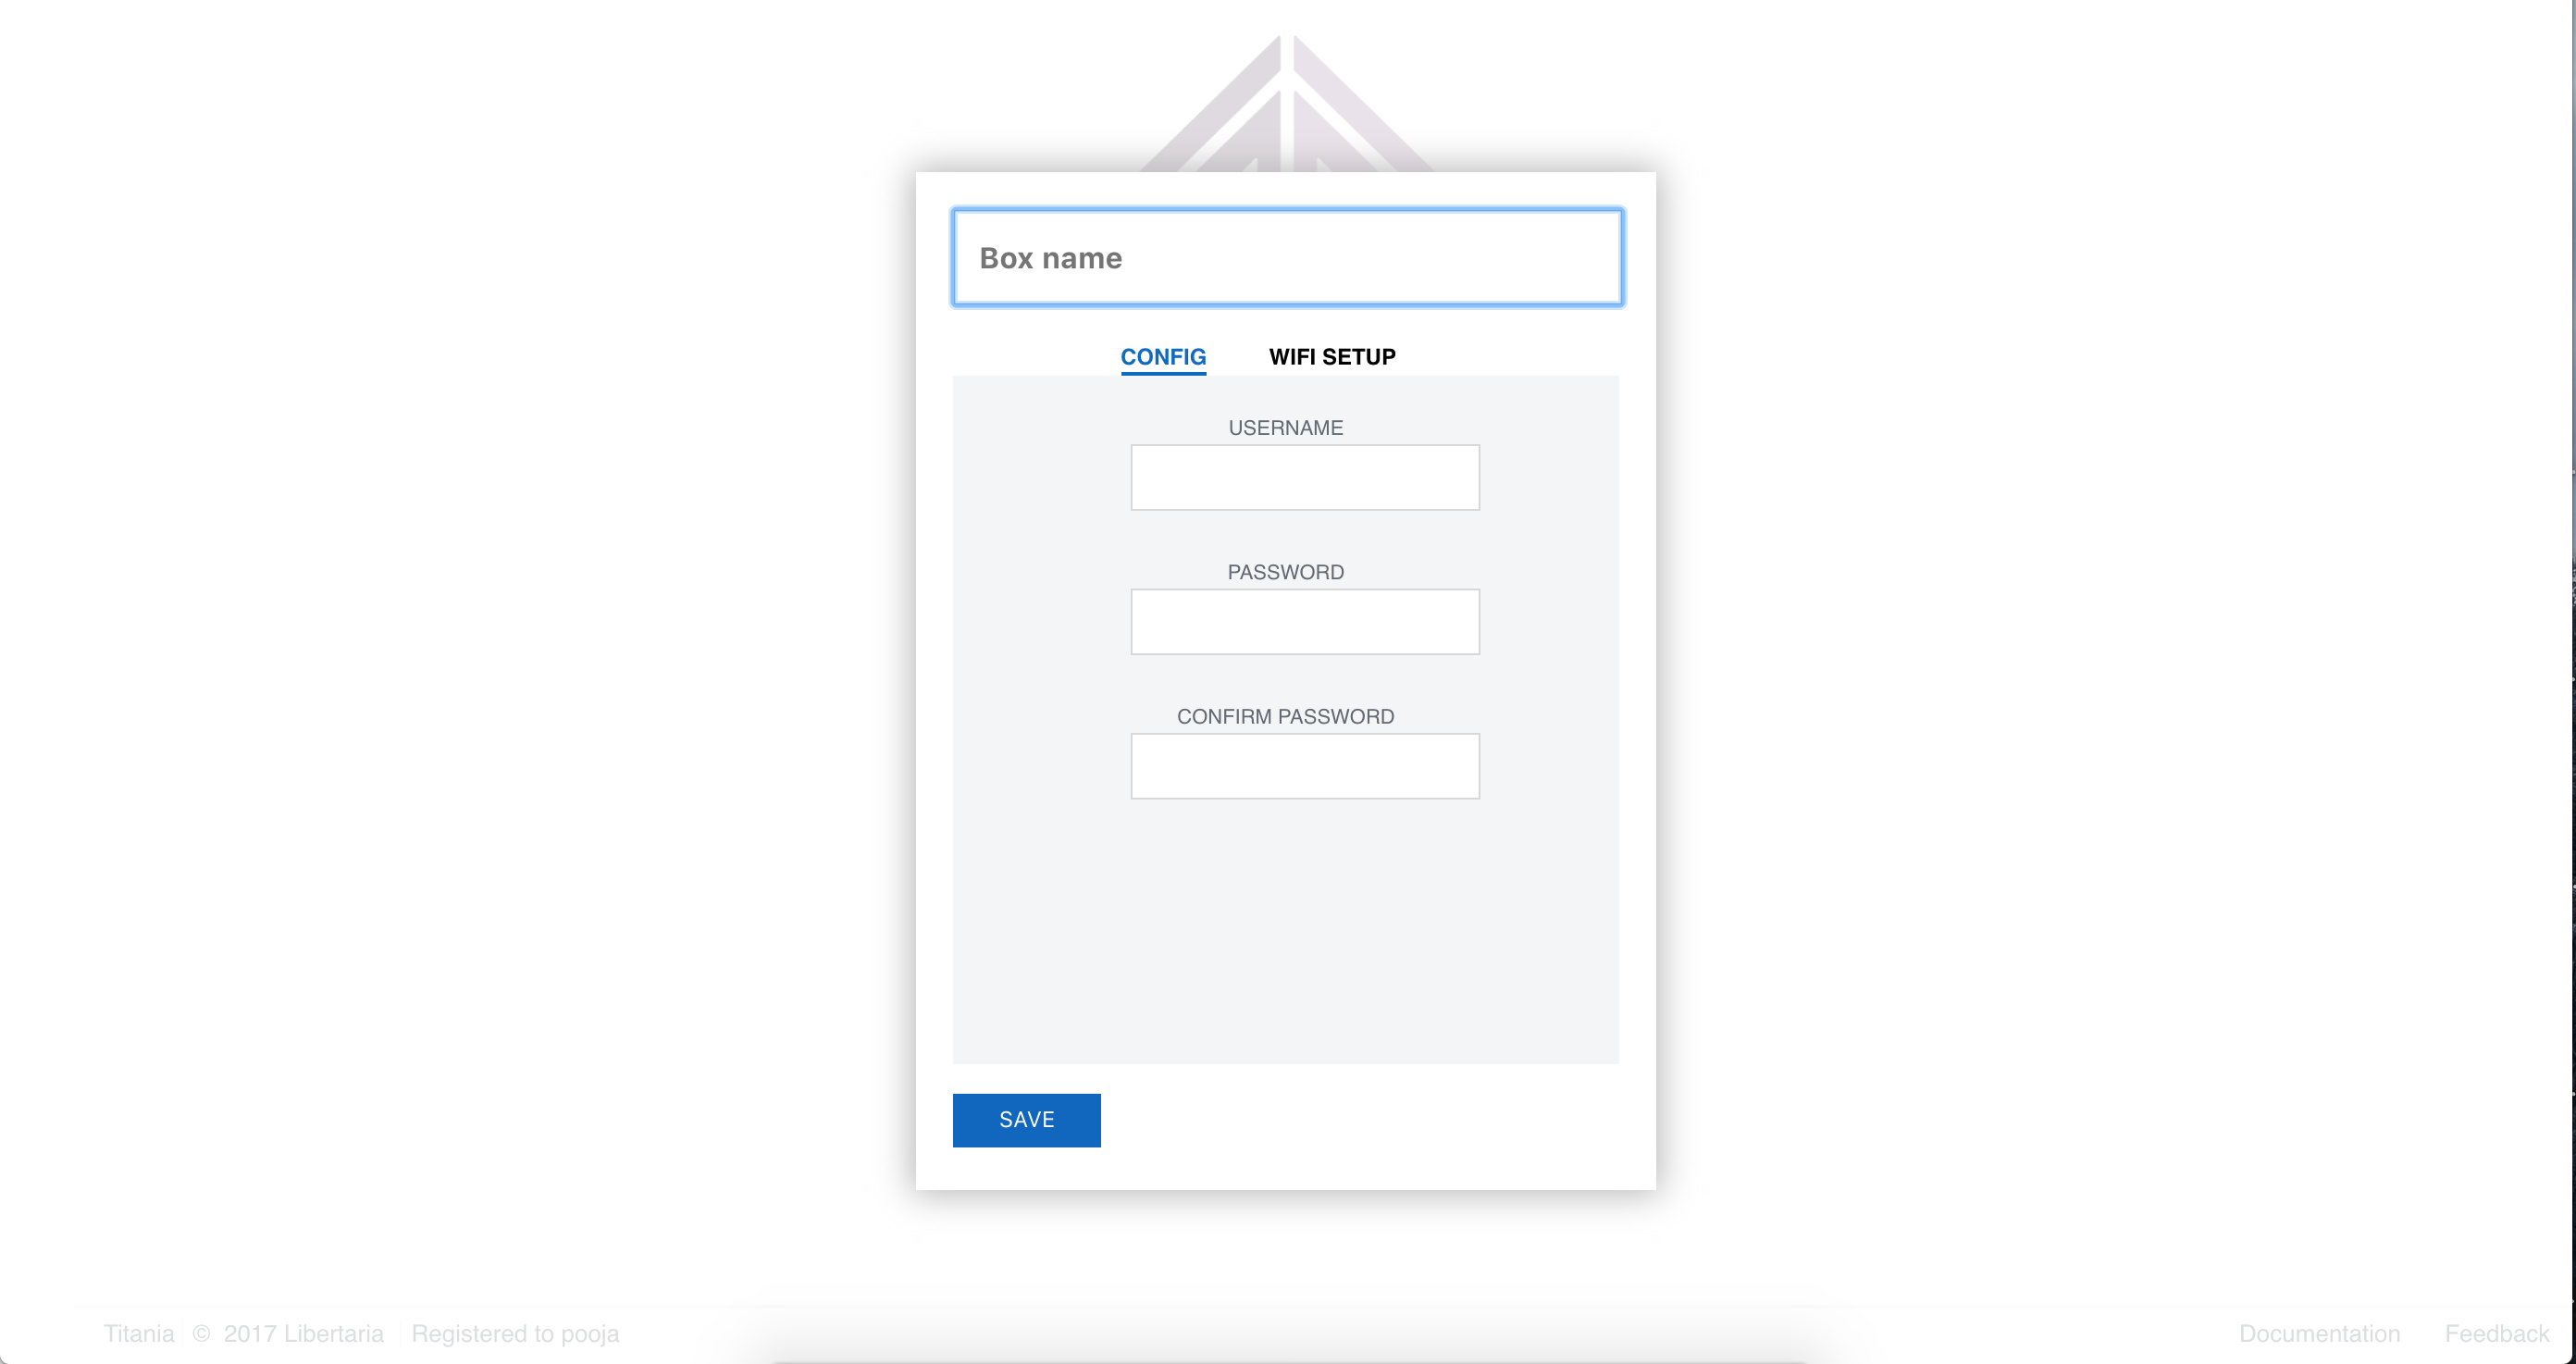 Box name
CONFIG WIFI SETUP
USERNAME
PASSWORD
CONFIRM PASSWORD
SAVE
Titania © 2017 Libertaria Registered to pooja Documentation Feedback